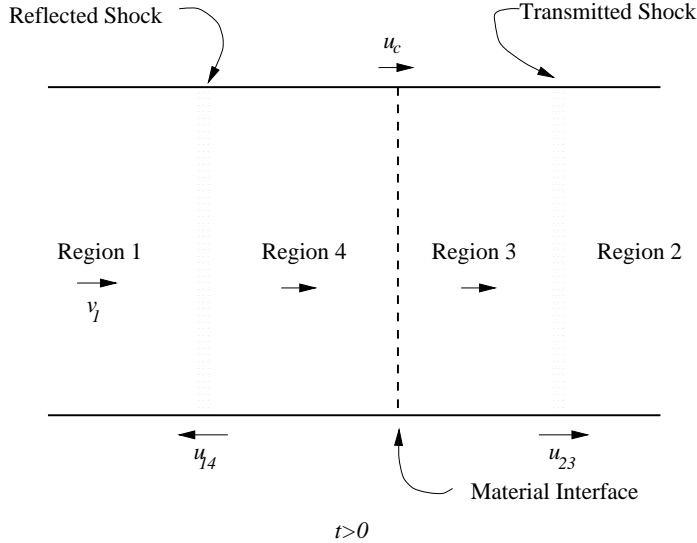 Reflected Shock
Transmitted Shock
u_c
Region 1
Region 4
Region 3
Region 2
v_1
u_14
u_23
Material Interface
t>0